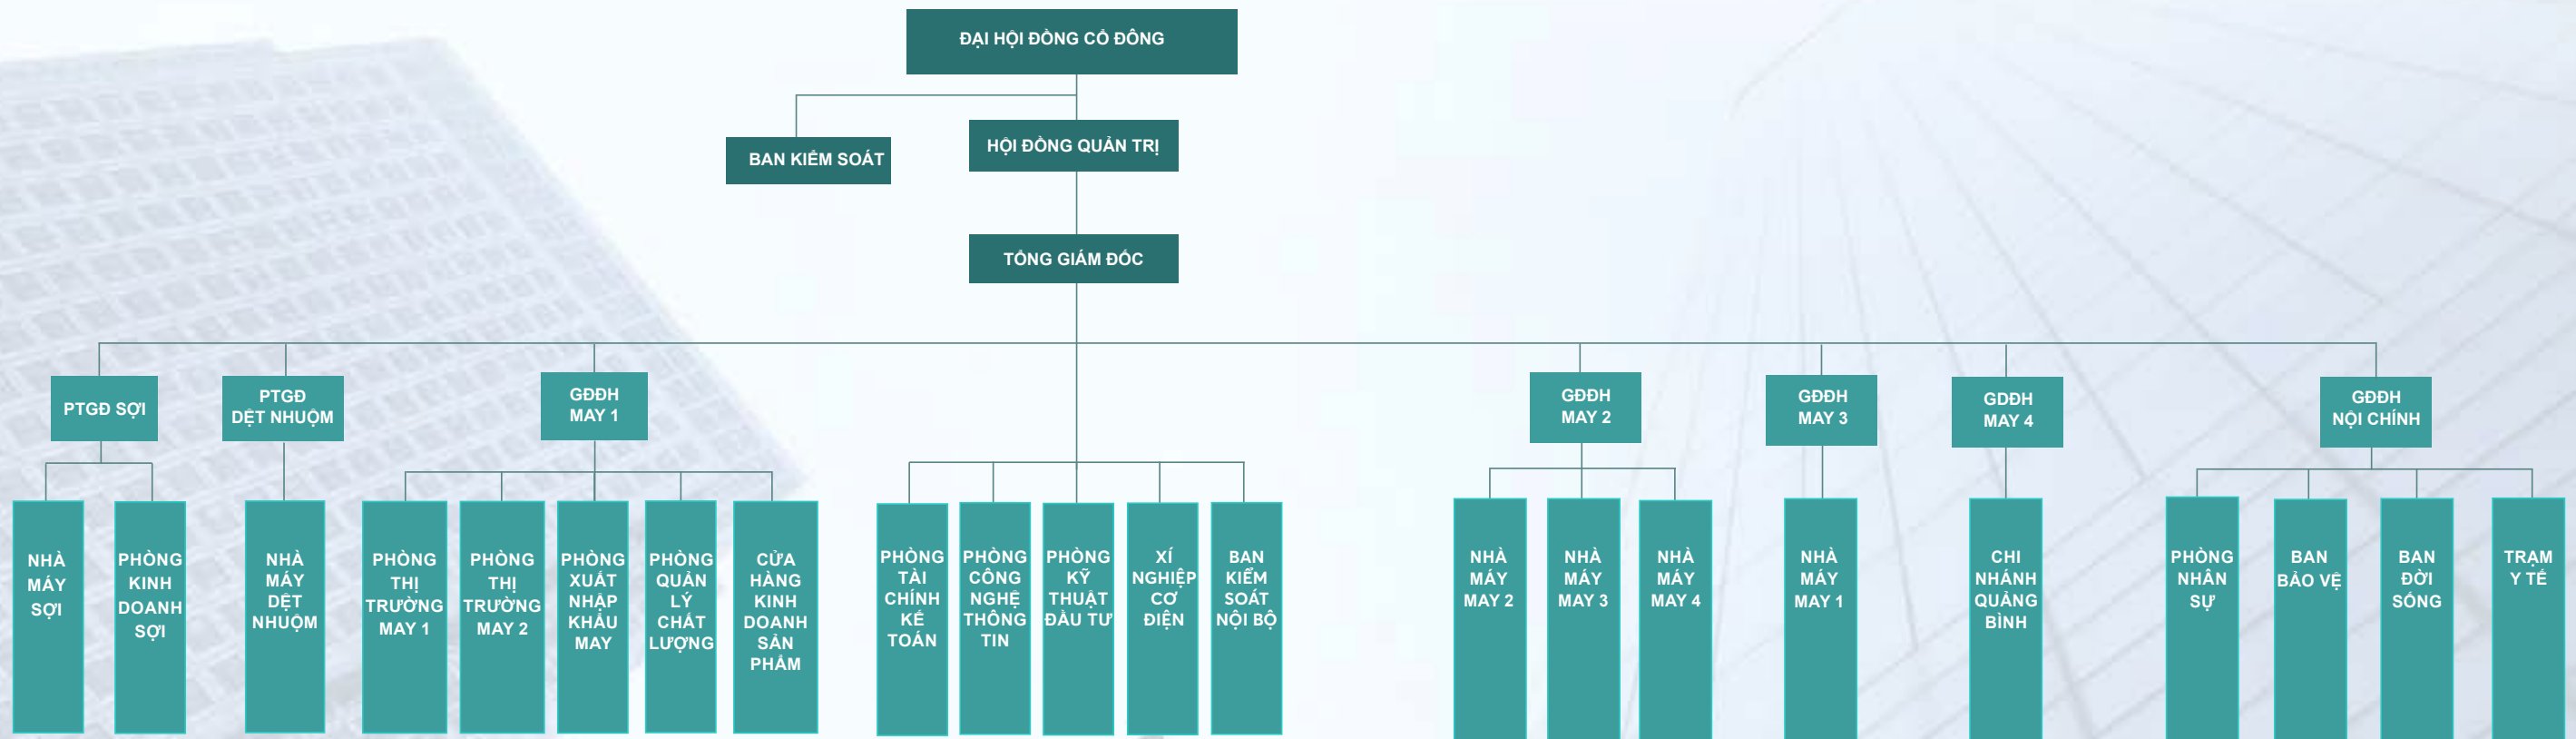 ĐẠI HỘI ĐỒNG CỔ ĐÔNG
BAN KIỂM SOÁT
HỘI ĐỒNG QUẢN TRỊ
TỔNG GIÁM ĐỐC
PTGĐ SỢI
PTGĐ
DỆT NHUỘM
GĐĐH
MAY 1
GĐĐH
MAY 2
GĐĐH
MAY 3
GDĐH
MAY 4
GĐĐH
NỘI CHÍNH
NHÀ
MÁY
SỢI
PHÒNG
KINH
DOANH
SỢI
NHÀ
MÁY
DỆT
NHUỘM
PHÒNG
THỊ
TRƯỜNG
MAY 1
PHÒNG
THỊ
TRƯỜNG
MAY 2
PHÒNG
XUẤT
NHẬP
KHẨU
MAY
PHÒNG
QUẢN
LÝ
CHẤT
LƯỢNG
CỬA
HÀNG
KINH
DOANH
SẢN
PHẨM
PHÒNG
TÀI
CHÍNH
KẾ
TOÁN
PHÒNG
CÔNG
NGHỆ
THÔNG
TIN
PHÒNG
KỸ
THUẬT
ĐẦU TƯ
XÍ
NGHIỆP
CƠ
ĐIỆN
BAN
KIỂM
SOÁT
NỘI BỘ
NHÀ
MÁY
MAY 2
NHÀ
MÁY
MAY 3
NHÀ
MÁY
MAY 4
NHÀ
MÁY
MAY 1
CHI
NHÁNH
QUẢNG
BÌNH
PHÒNG
NHÂN
SỰ
BAN
BẢO VỆ
BAN
ĐỜI
SỐNG
TRẠM
Y TẾ